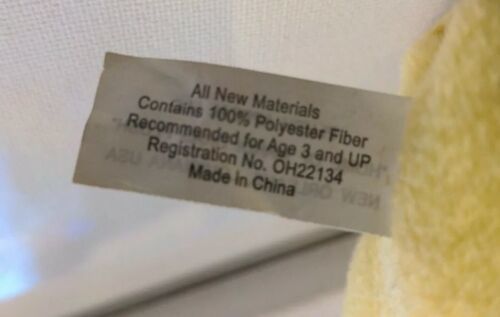 All New Materials
Contains 100% Polyester Fiber
Recommended for Age 3 and UP
Registration No. OH22134
Made in China